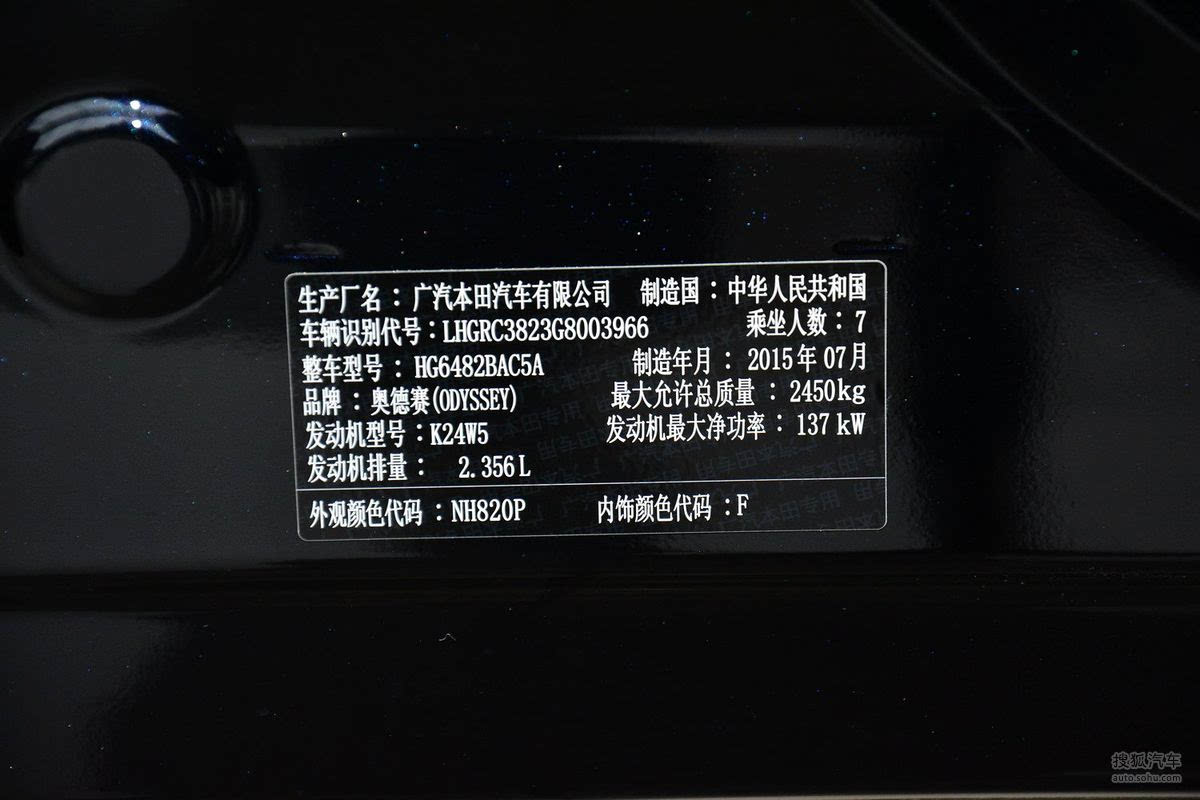 生产厂名：广汽本田汽车有限公司 制造国：中华人民共和国
车辆识别代号：LHGRC3823G8003966 乘坐人数：7
整车型号：HG6482BAC5A 制造年月：2015年07月
品牌：奥德赛(ODYSSEY) 最大允许总质量：2450kg
发动机型号：K24W5 发动机最大净功率：137kW
发动机排量：2.356L
外观颜色代码：NH820P 内饰颜色代码：F
搜狐汽车
auto.sohu.com